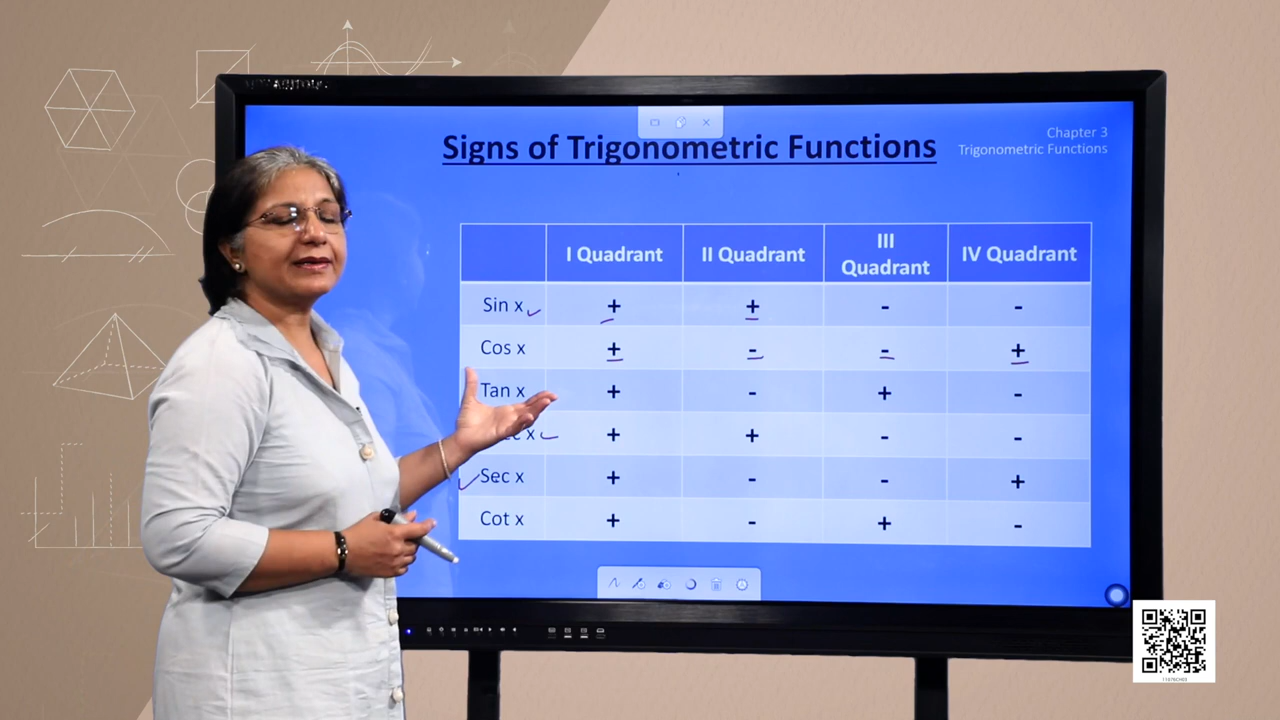 Signs of Trigonometric Functions
Chapter 3
Trigonometric Functions
I Quadrant II Quadrant III Quadrant IV Quadrant
Sin x + + - -
Cos x + - - +
Tan x + - + -
x + + - -
Sec x + - - +
Cot x + - + -